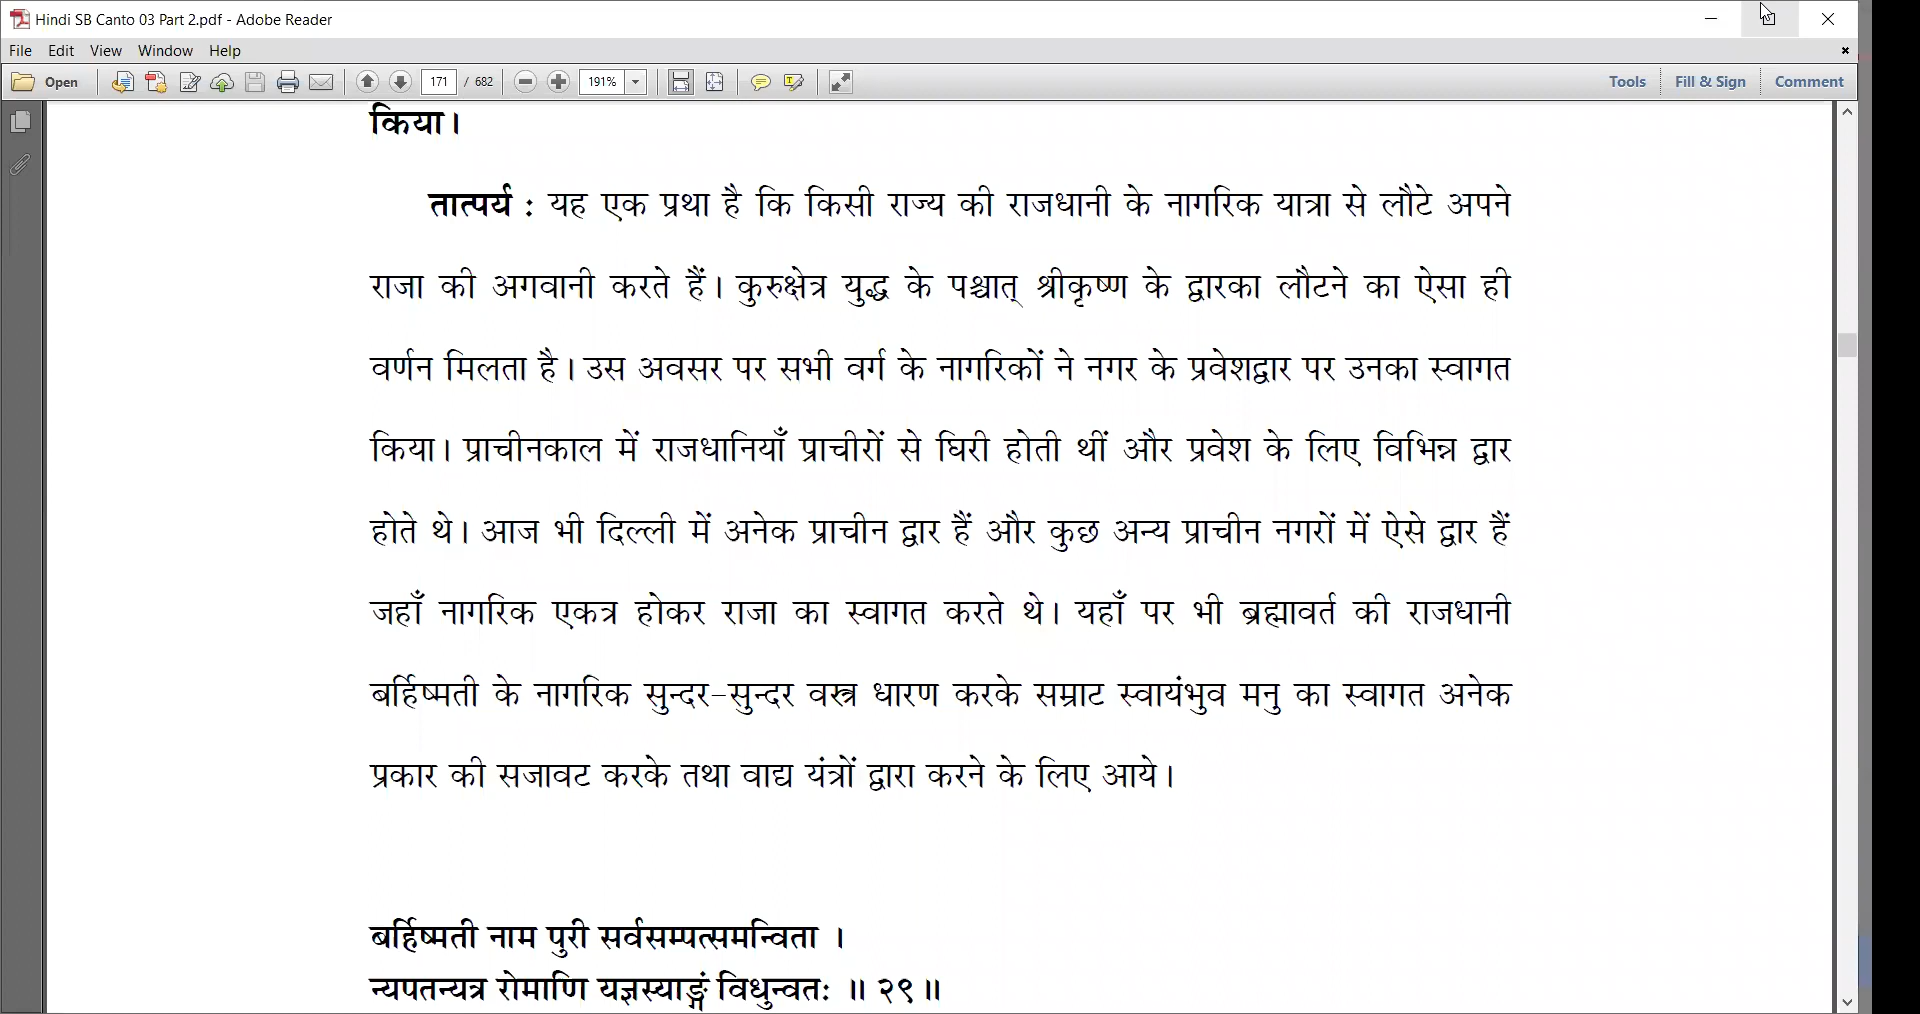 Hindi SB Canto 03 Part 2.pdf - Adobe Reader
File Edit View Window Help
Open 171 / 682 191% Tools Fill & Sign Comment
किया।
तात्पर्य : यह एक प्रथा है कि किसी राज्य की राजधानी के नागरिक यात्रा से लौटे अपने
राजा की अगवानी करते हैं। कुरुक्षेत्र युद्ध के पश्चात् श्रीकृष्ण के द्वारका लौटने का ऐसा ही
वर्णन मिलता है। उस अवसर पर सभी वर्ग के नागरिकों ने नगर के प्रवेशद्वार पर उनका स्वागत
किया। प्राचीनकाल में राजधानियाँ प्राचीरों से घिरी होती थीं और प्रवेश के लिए विभिन्न द्वार
होते थे। आज भी दिल्ली में अनेक प्राचीन द्वार हैं और कुछ अन्य प्राचीन नगरों में ऐसे द्वार हैं
जहाँ नागरिक एकत्र होकर राजा का स्वागत करते थे। यहाँ पर भी ब्रह्मावर्त की राजधानी
बर्हिष्मती के नागरिक सुन्दर-सुन्दर वस्त्र धारण करके सम्राट स्वायंभुव मनु का स्वागत अनेक
प्रकार की सजावट करके तथा वाद्य यंत्रों द्वारा करने के लिए आये।
बर्हिष्मती नाम पुरी सर्वसम्पत्समन्विता ।
न्यपतन्यत्र रोमाणि यज्ञस्याङ्गं विधुन्वतः ॥ २९॥